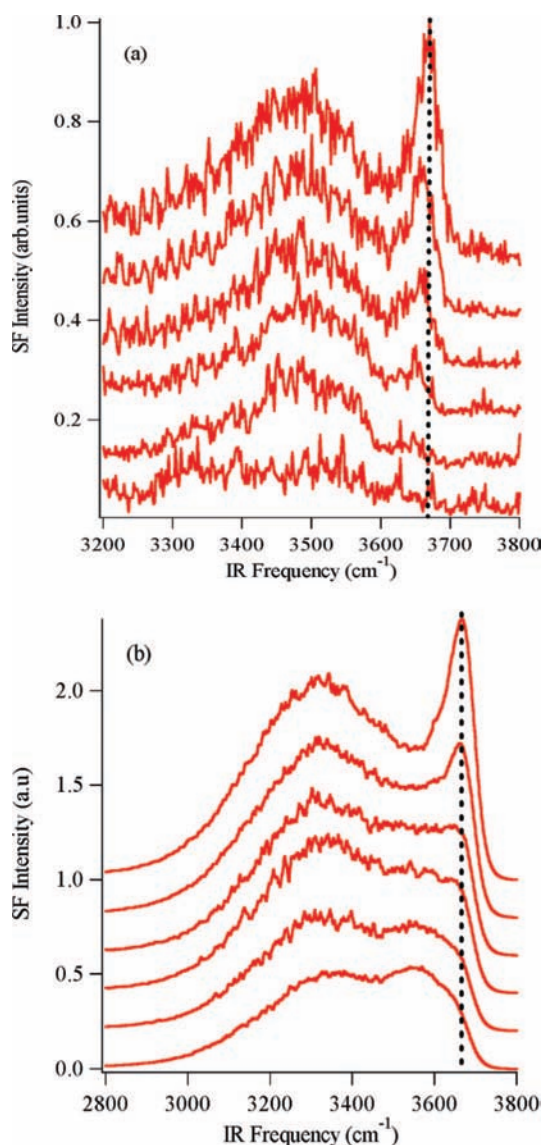 (a)
1.0
0.8
0.6
0.4
0.2
SF Intensity (arb.units)
3200 3300 3400 3500 3600 3700 3800
IR Frequency (cm⁻¹)
(b)
2.0
1.5
1.0
0.5
0.0
SF Intensity (a.u)
2800 3000 3200 3400 3600 3800
IR Frequency (cm⁻¹)